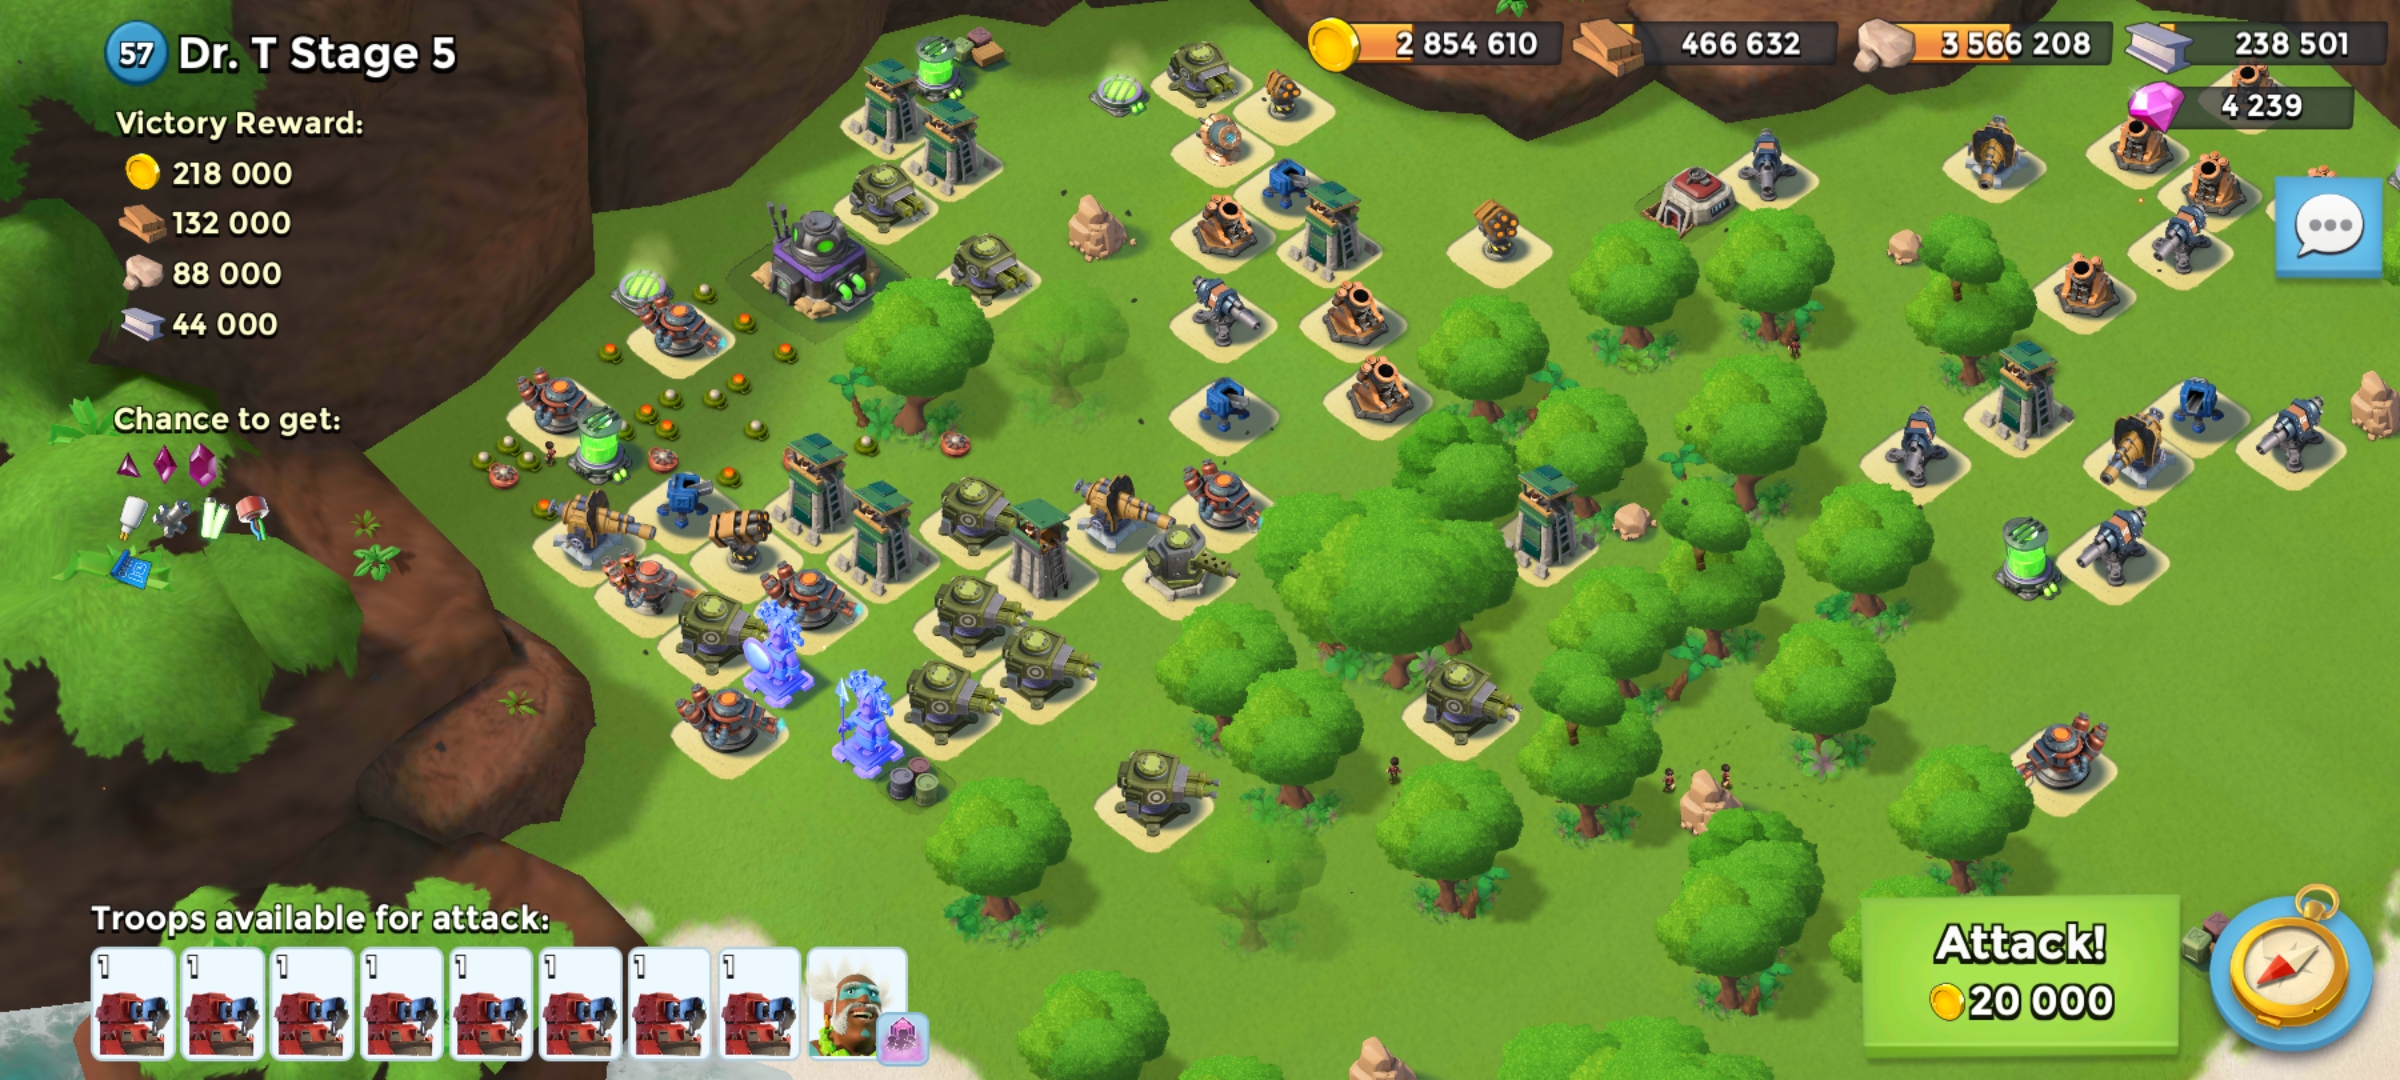 57 Dr. T Stage 5
2 854 610
466 632
3 566 208
238 501
4 239
Victory Reward:
218 000
132 000
88 000
44 000
Chance to get:
Troops available for attack:
1 1 1 1 1 1 1 1
Attack!
20 000